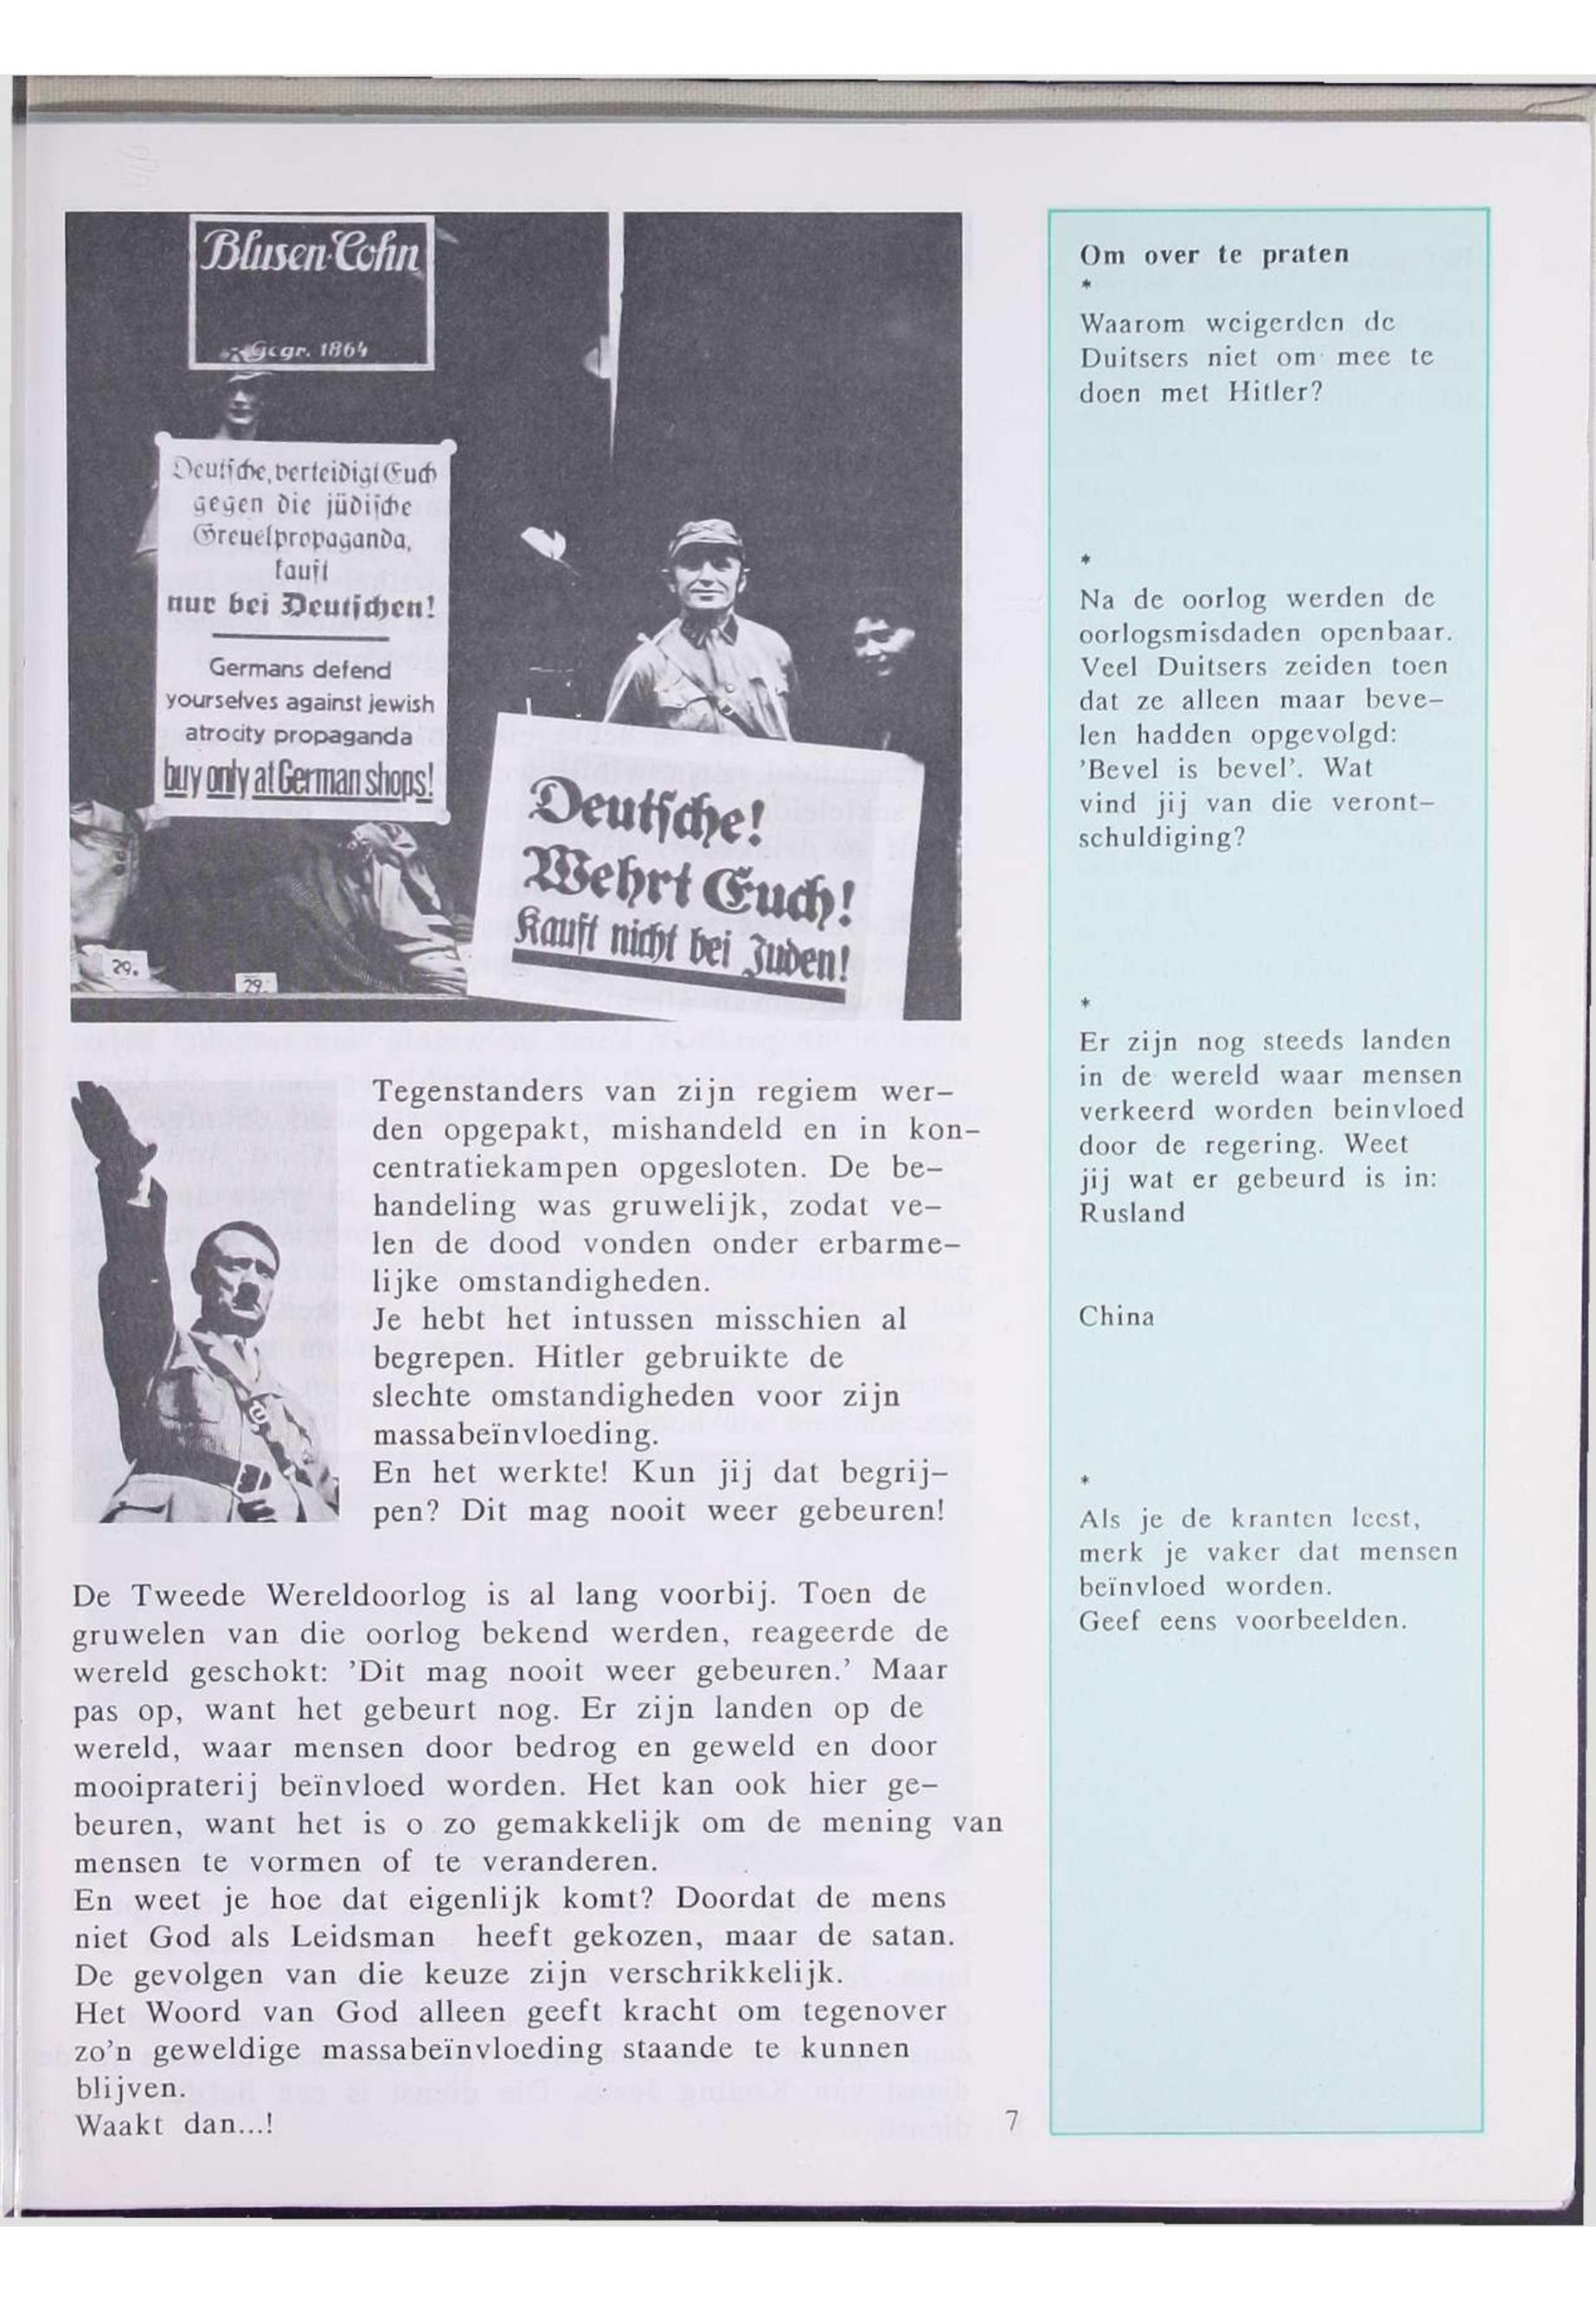 Blusen-Cohn
Gegr. 1864
Deutsche, verteidigt Euch
gegen die jüdische
Greuelpropaganda,
kauft
nur bei Deutschen!
Germans defend
yourselves against jewish
atrocity propaganda
buy only at German shops!
Deutsche!
Wehrt Euch!
Kauft nicht bei Juden!
29.
29.
Tegenstanders van zijn regiem wer-
den opgepakt, mishandeld en in kon-
centratiekampen opgesloten. De be-
handeling was gruwelijk, zodat ve-
len de dood vonden onder erbarme-
lijke omstandigheden.
Je hebt het intussen misschien al
begrepen. Hitler gebruikte de
slechte omstandigheden voor zijn
massabeïnvloeding.
En het werkte! Kun jij dat begrij-
pen? Dit mag nooit weer gebeuren!
De Tweede Wereldoorlog is al lang voorbij. Toen de
gruwelen van die oorlog bekend werden, reageerde de
wereld geschokt: 'Dit mag nooit weer gebeuren.' Maar
pas op, want het gebeurt nog. Er zijn landen op de
wereld, waar mensen door bedrog en geweld en door
mooipraterij beïnvloed worden. Het kan ook hier ge-
beuren, want het is o zo gemakkelijk om de mening van
mensen te vormen of te veranderen.
En weet je hoe dat eigenlijk komt? Doordat de mens
niet God als Leidsman heeft gekozen, maar de satan.
De gevolgen van die keuze zijn verschrikkelijk.
Het Woord van God alleen geeft kracht om tegenover
zo'n geweldige massabeïnvloeding staande te kunnen
blijven.
Waakt dan...!
7
Om over te praten
*
Waarom weigerden de
Duitsers niet om mee te
doen met Hitler?
*
Na de oorlog werden de
oorlogsmisdaden openbaar.
Veel Duitsers zeiden toen
dat ze alleen maar beve-
len hadden opgevolgd:
'Bevel is bevel'. Wat
vind jij van die veront-
schuldiging?
*
Er zijn nog steeds landen
in de wereld waar mensen
verkeerd worden beinvloed
door de regering. Weet
jij wat er gebeurd is in:
Rusland
China
*
Als je de kranten leest,
merk je vaker dat mensen
beïnvloed worden.
Geef eens voorbeelden.